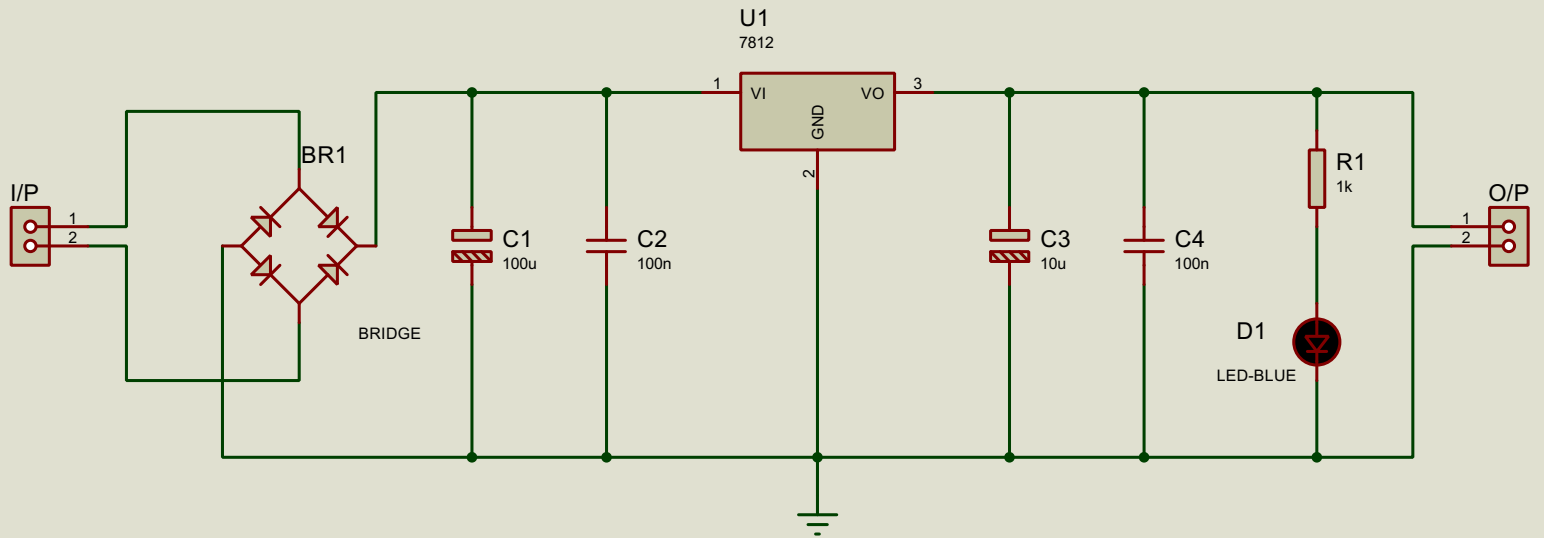 U1
7812
1
VI
VO
3
GND
2
BR1
I/P
1
2
BRIDGE
C1
100u
C2
100n
C3
10u
C4
100n
R1
1k
D1
LED-BLUE
O/P
1
2